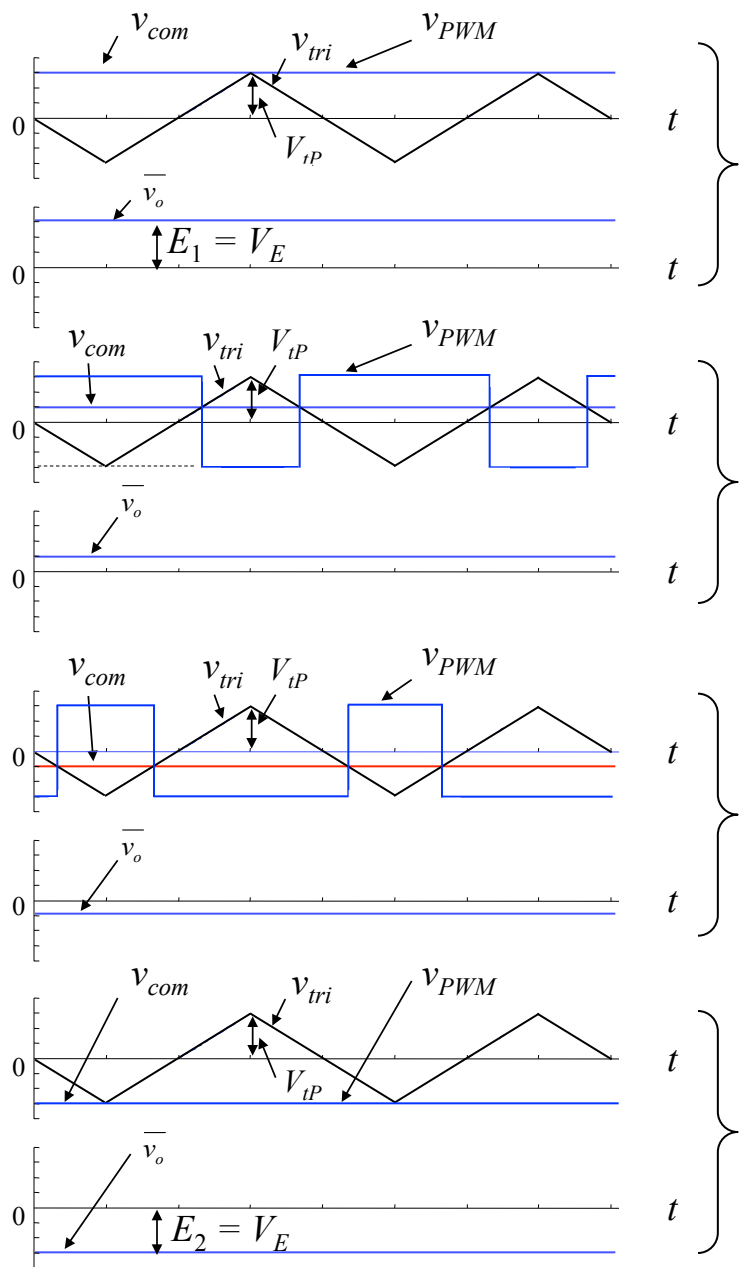 v_com v_tri v_PWM
0 V_tP t
v̅_o
E_1 = V_E
0 t
v_com v_tri V_tP v_PWM
0 t
v̅_o
0 t
v_com v_tri V_tP v_PWM
0 t
v̅_o
0 t
v_com v_tri v_PWM
0 V_tP t
v̅_o
0 t
E_2 = V_E